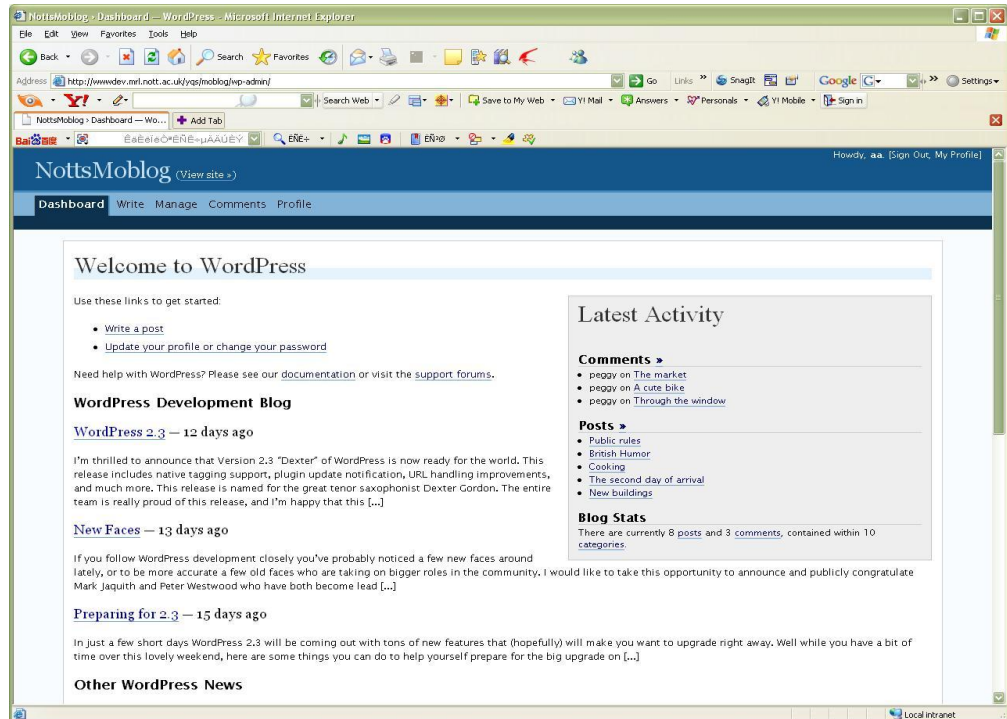 NottsMoblog › Dashboard — WordPress - Microsoft Internet Explorer
File Edit View Favorites Tools Help
Back Search Favorites
Address http://wwwdev.mrl.nott.ac.uk/yqs/moblog/wp-admin/ Go Links » SnagIt Google G Settings
Y! Search Web Save to My Web Y! Mail Answers Personals Y! Mobile Sign in
NottsMoblog › Dashboard — Wo... Add Tab
Bai百度
NottsMoblog (View site »)
Howdy, aa. [Sign Out, My Profile]
Dashboard Write Manage Comments Profile
Welcome to WordPress
Use these links to get started:
• Write a post
• Update your profile or change your password
Need help with WordPress? Please see our documentation or visit the support forums.
WordPress Development Blog
WordPress 2.3 — 12 days ago
I'm thrilled to announce that Version 2.3 "Dexter" of WordPress is now ready for the world. This
release includes native tagging support, plugin update notification, URL handling improvements,
and much more. This release is named for the great tenor saxophonist Dexter Gordon. The entire
team is really proud of this release, and I'm happy that this [...]
New Faces — 13 days ago
If you follow WordPress development closely you've probably noticed a few new faces around
lately, or to be more accurate a few old faces who are taking on bigger roles in the community. I would like to take this opportunity to announce and publicly congratulate
Mark Jaquith and Peter Westwood who have both become lead [...]
Preparing for 2.3 — 15 days ago
In just a few short days WordPress 2.3 will be coming out with tons of new features that (hopefully) will make you want to upgrade right away. Well while you have a bit of
time over this lovely weekend, here are some things you can do to help yourself prepare for the big upgrade on [...]
Other WordPress News
Latest Activity
Comments »
• peggy on The market
• peggy on A cute bike
• peggy on Through the window
Posts »
• Public rules
• British Humor
• Cooking
• The second day of arrival
• New buildings
Blog Stats
There are currently 8 posts and 3 comments, contained within 10
categories.
Local intranet